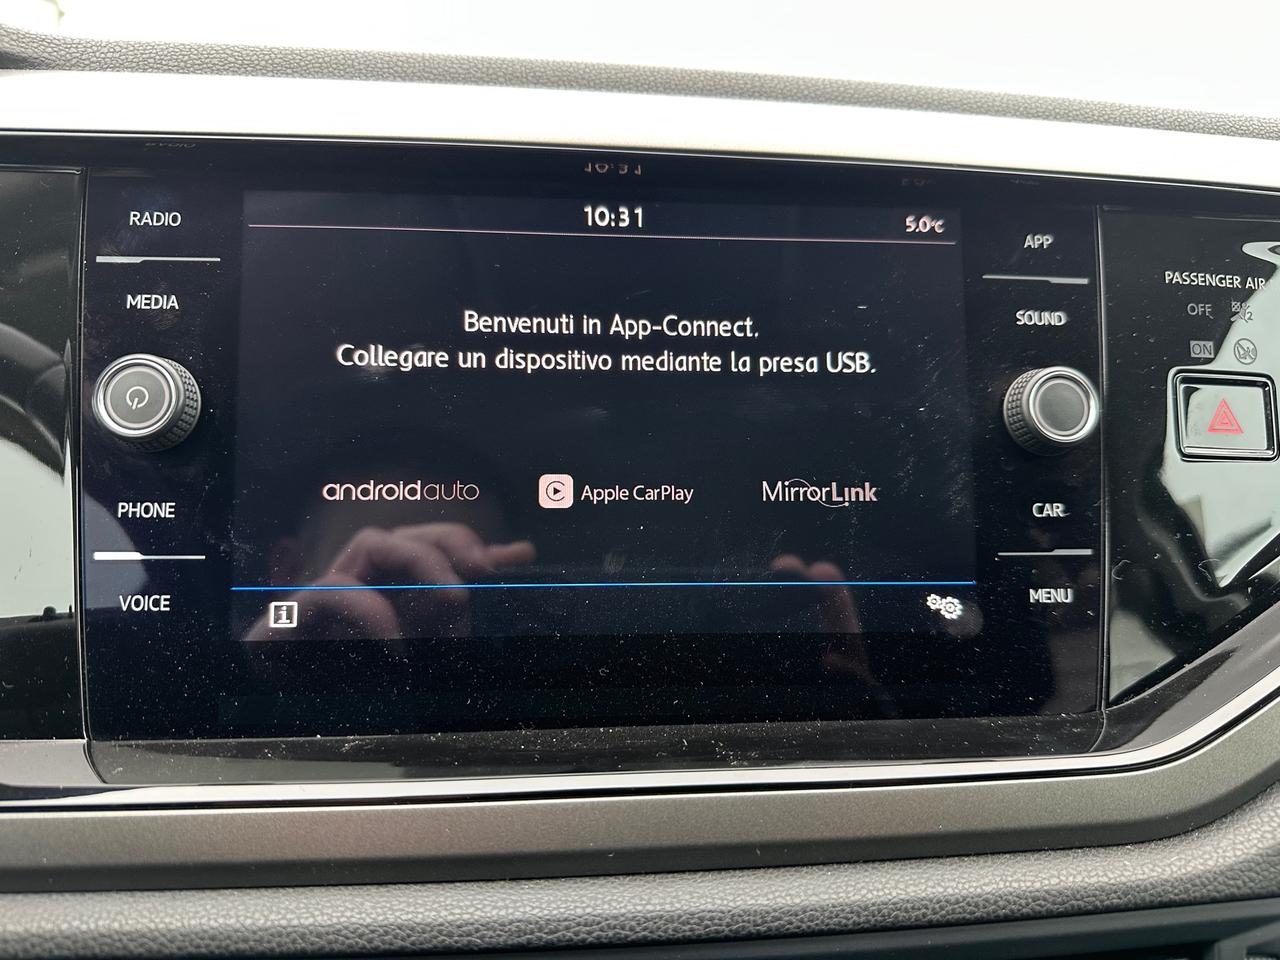 RADIO
MEDIA
PHONE
VOICE
10:31
5.0°C
Benvenuti in App-Connect.
Collegare un dispositivo mediante la presa USB.
androidauto
Apple CarPlay
MirrorLink
i
APP
SOUND
CAR
MENU
PASSENGER AIR
OFF
ON